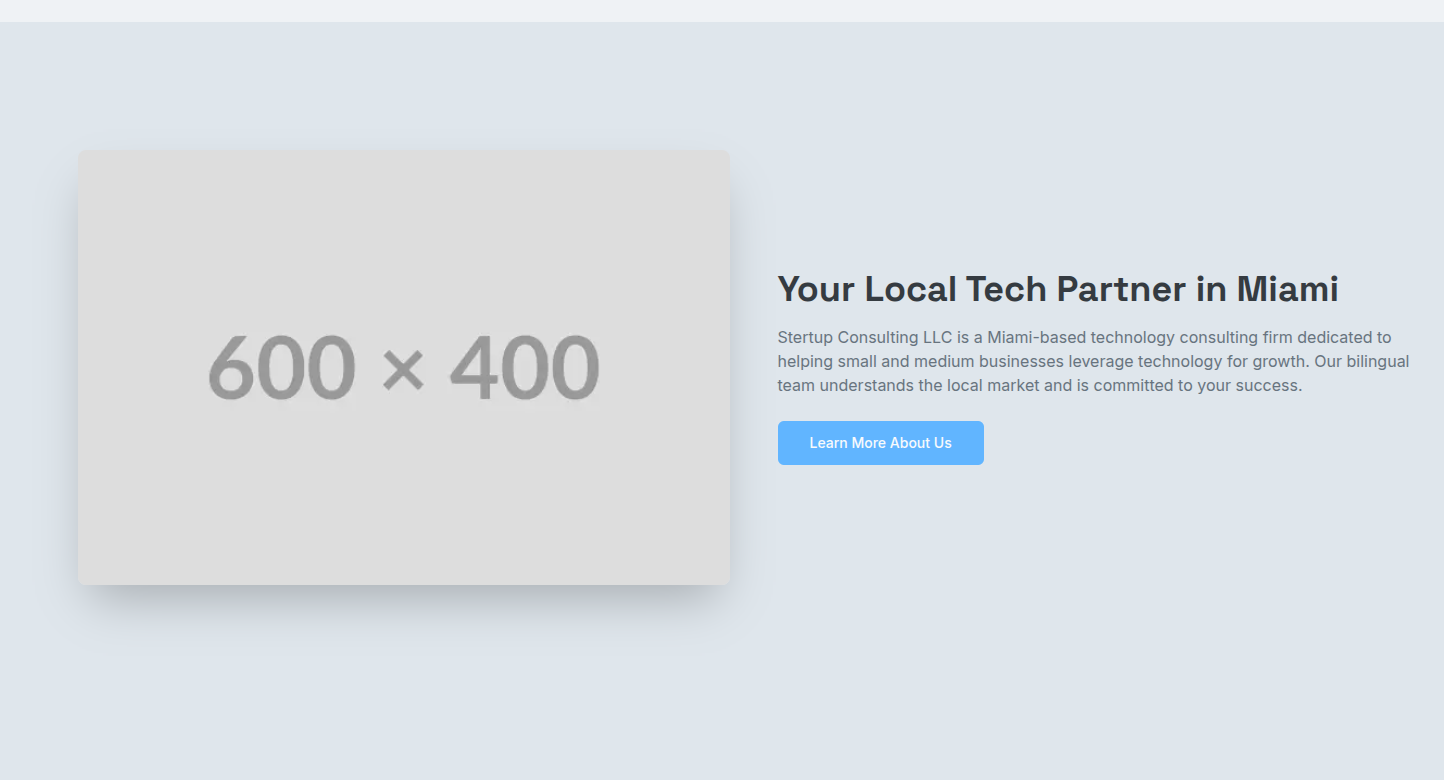 600 × 400
Your Local Tech Partner in Miami
Stertup Consulting LLC is a Miami-based technology consulting firm dedicated to
helping small and medium businesses leverage technology for growth. Our bilingual
team understands the local market and is committed to your success.
Learn More About Us